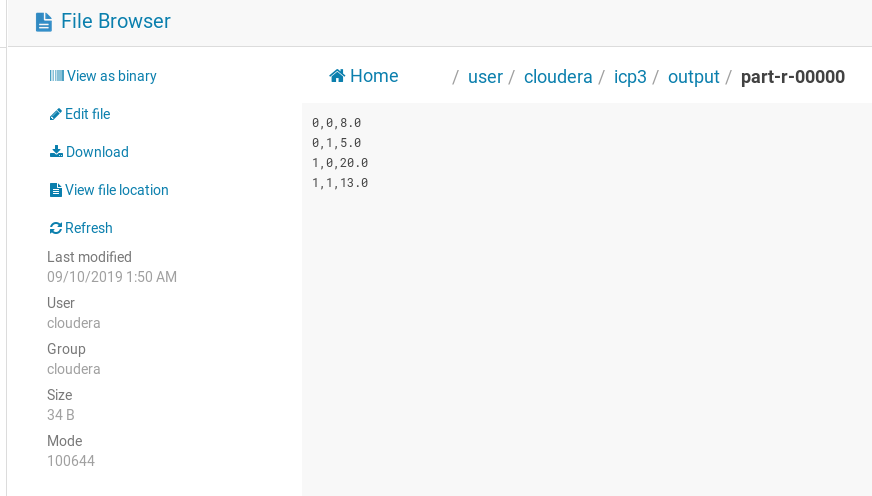 File Browser
View as binary
Edit file
Download
View file location
Refresh
Last modified
09/10/2019 1:50 AM
User
cloudera
Group
cloudera
Size
34 B
Mode
100644
Home / user / cloudera / icp3 / output / part-r-00000
0,0,8.0
0,1,5.0
1,0,20.0
1,1,13.0